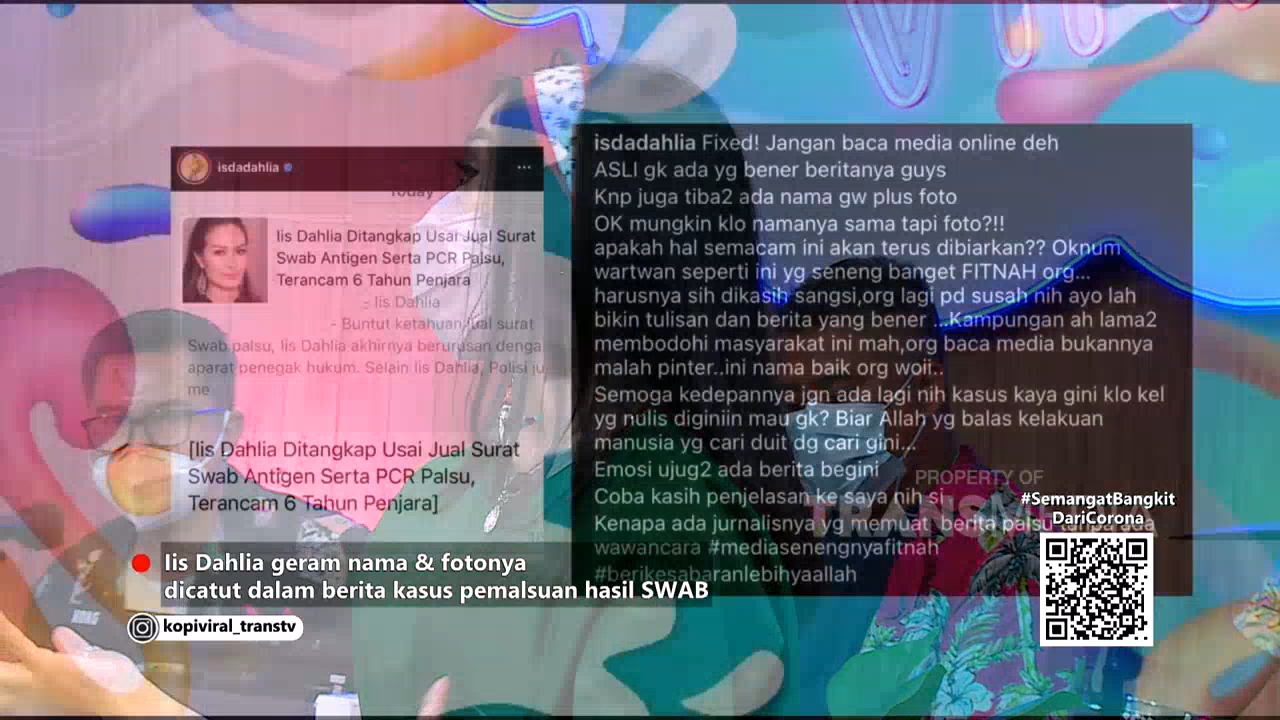 isdadahlia
Today
Iis Dahlia Ditangkap Usai Jual Surat
Swab Antigen Serta PCR Palsu,
Terancam 6 Tahun Penjara
- Iis Dahlia
- Buntut ketahuan jual surat
Swab palsu, Iis Dahlia akhirnya berurusan denga
aparat penegak hukum. Selain Iis Dahlia, Polisi ju
me
[Iis Dahlia Ditangkap Usai Jual Surat
Swab Antigen Serta PCR Palsu,
Terancam 6 Tahun Penjara]
isdadahlia Fixed! Jangan baca media online deh
ASLI gk ada yg bener beritanya guys
Knp juga tiba2 ada nama gw plus foto
OK mungkin klo namanya sama tapi foto?!!
apakah hal semacam ini akan terus dibiarkan?? Oknum
wartwan seperti ini yg seneng banget FITNAH org...
harusnya sih dikasih sangsi,org lagi pd susah nih ayo lah
bikin tulisan dan berita yang bener ...Kampungan ah lama2
membodohi masyarakat ini mah,org baca media bukannya
malah pinter..ini nama baik org woii..
Semoga kedepannya jgn ada lagi nih kasus kaya gini klo kel
yg nulis diginiin mau gk? Biar Allah yg balas kelakuan
manusia yg cari duit dg cari gini...
Emosi ujug2 ada berita begini
Coba kasih penjelasan ke saya nih si
Kenapa ada jurnalisnya yg memuat berita palsu tanpa ada
wawancara #mediasenengnyafitnah
#berikesabaranlebihyaallah
PROPERTY OF
#SemangatBangkit
DariCorona
Iis Dahlia geram nama & fotonya
dicatut dalam berita kasus pemalsuan hasil SWAB
kopiviral_transtv